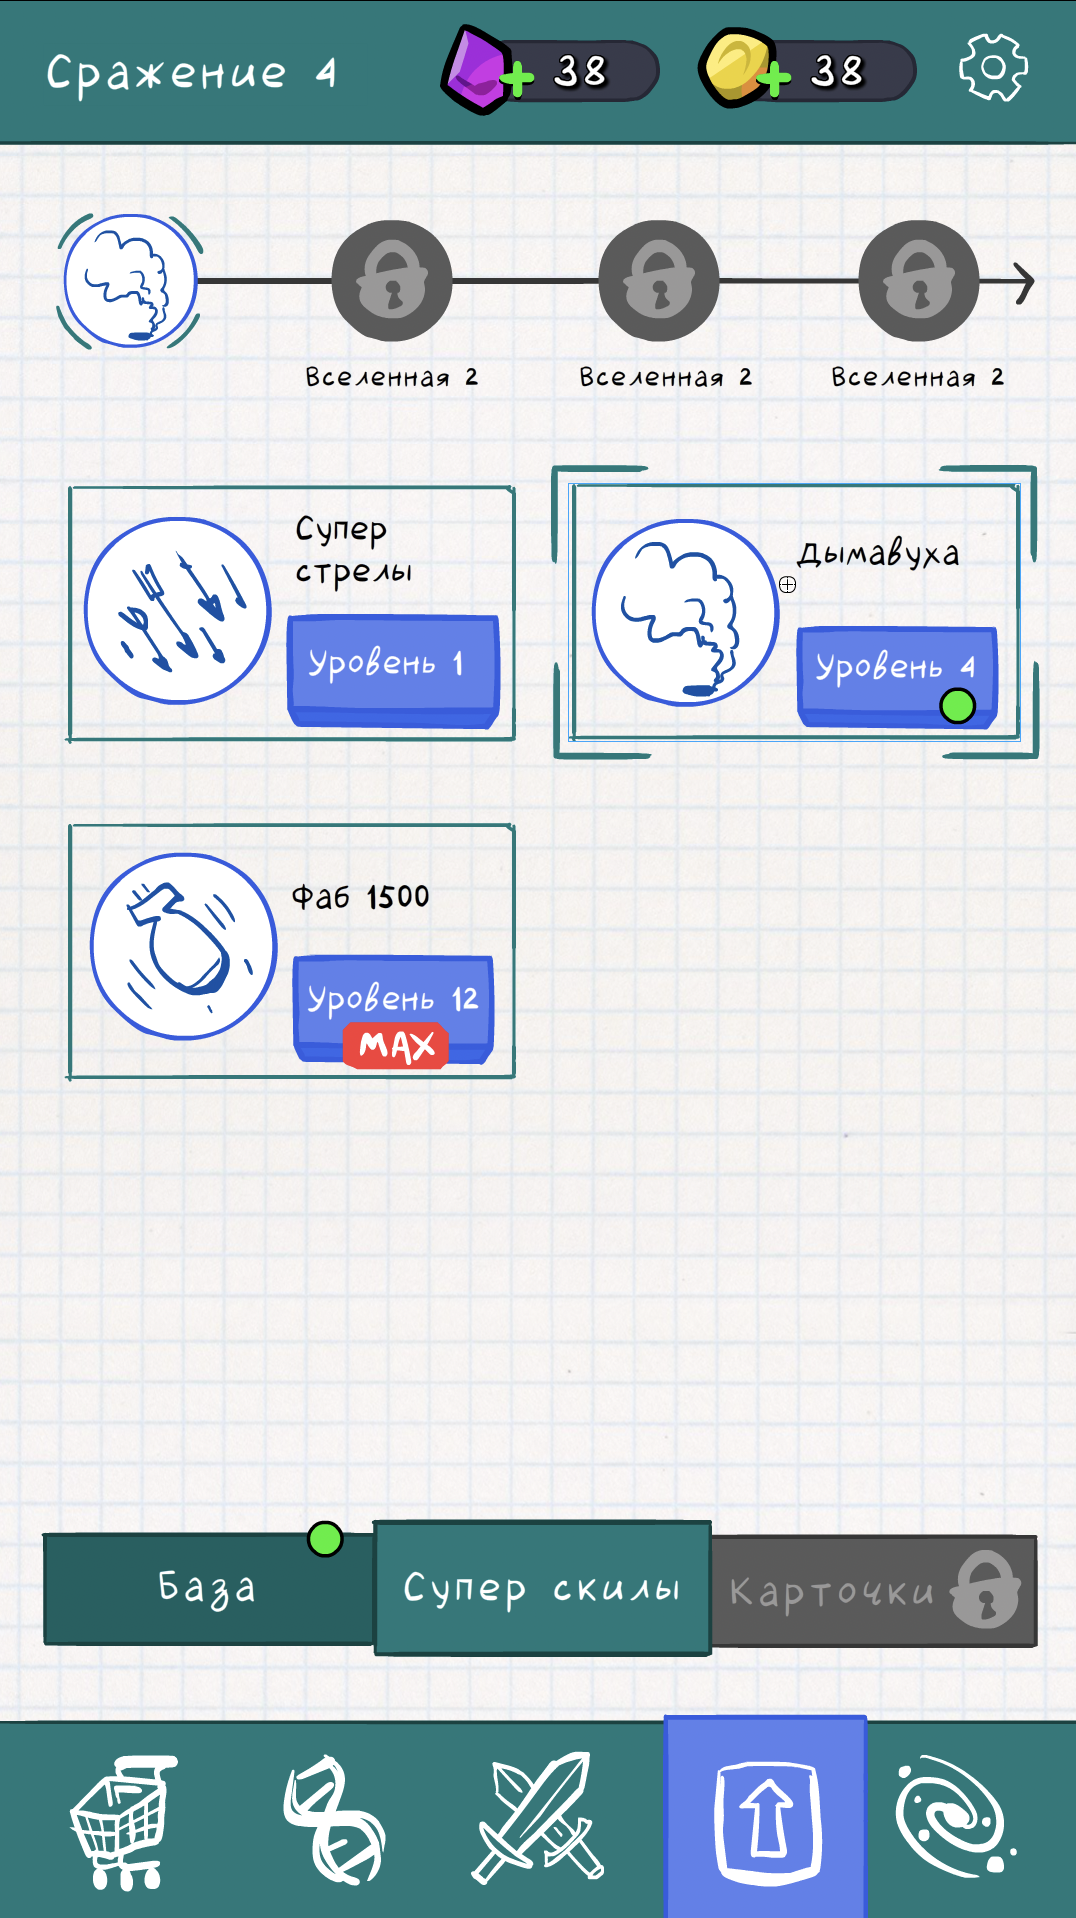 Сражение 4
38
38
Вселенная 2
Вселенная 2
Вселенная 2
Супер
стрелы
Уровень 1
Дымавуха
Уровень 4
Фаб 1500
Уровень 12
MAX
База
Супер скилы
Карточки